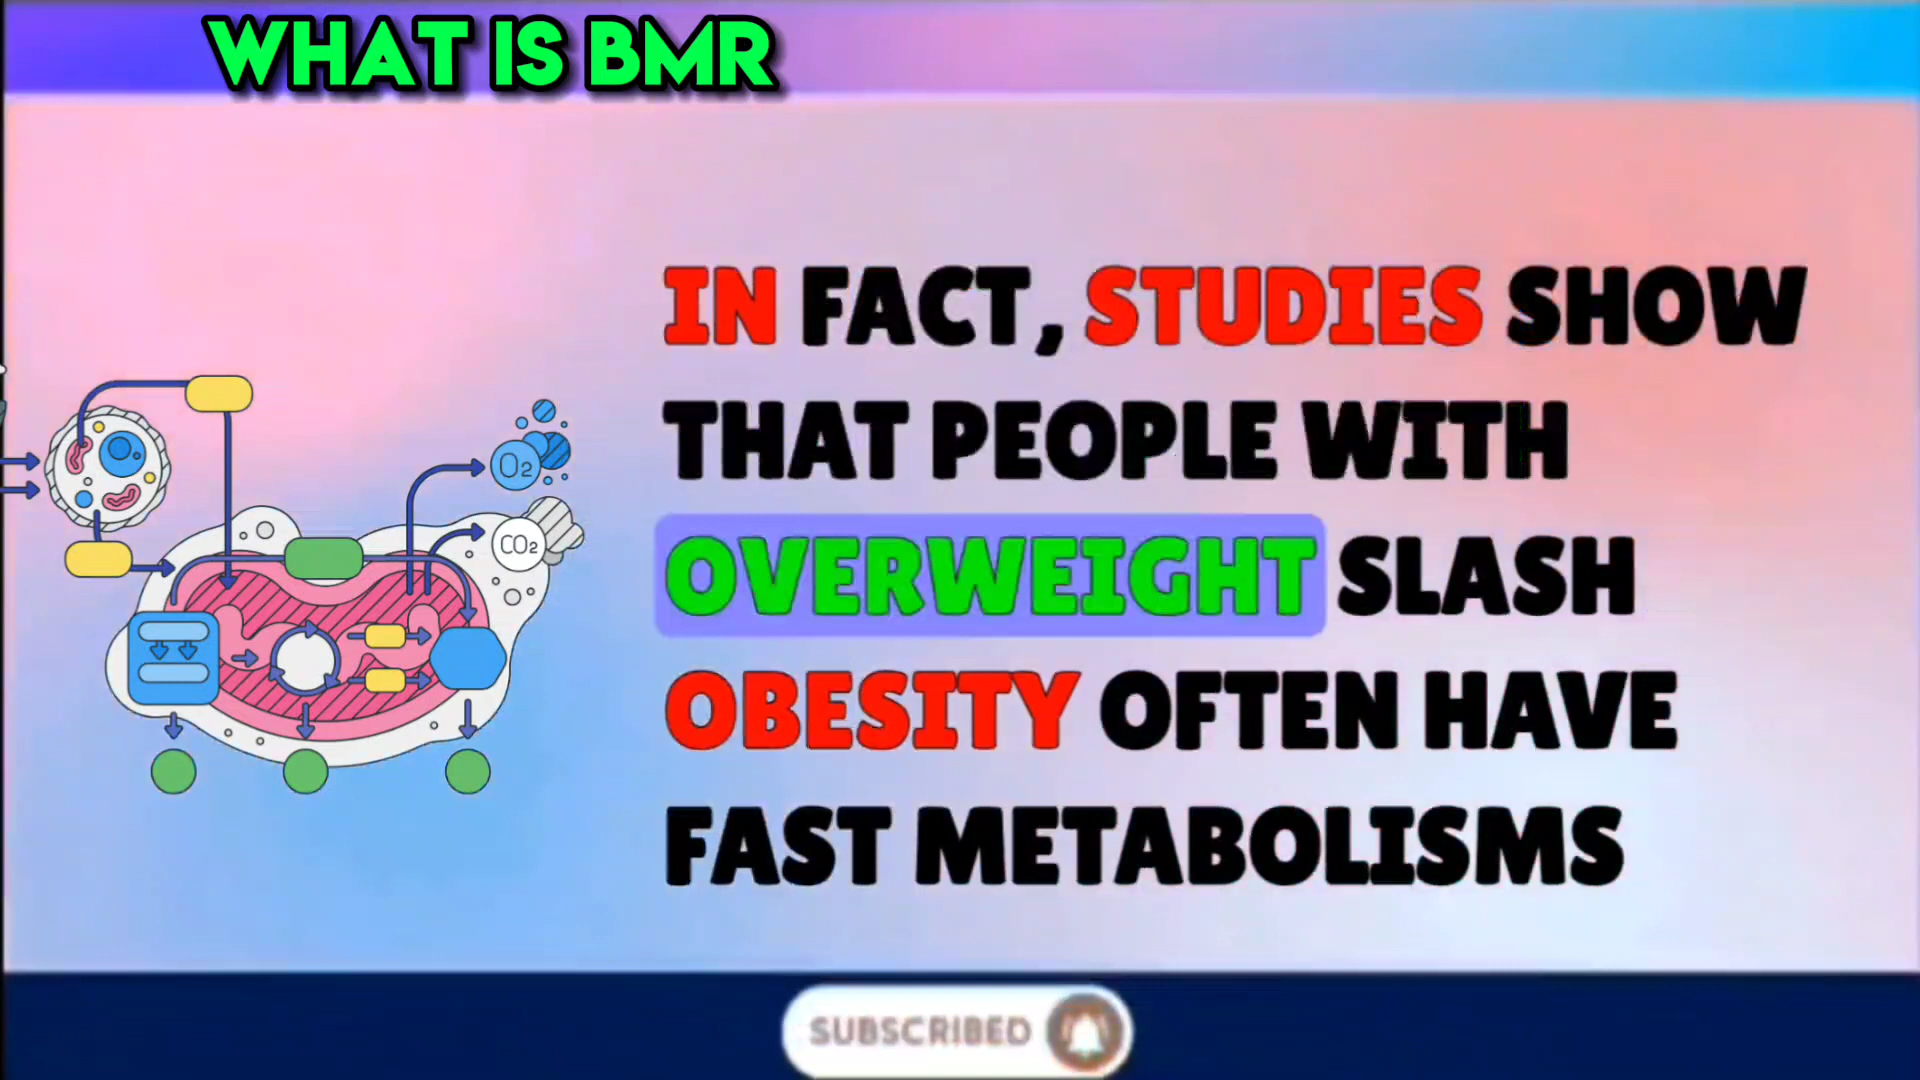 WHAT IS BMR
IN FACT, STUDIES SHOW
THAT PEOPLE WITH
OVERWEIGHT SLASH
OBESITY OFTEN HAVE
FAST METABOLISMS
O2
CO2
SUBSCRIBED